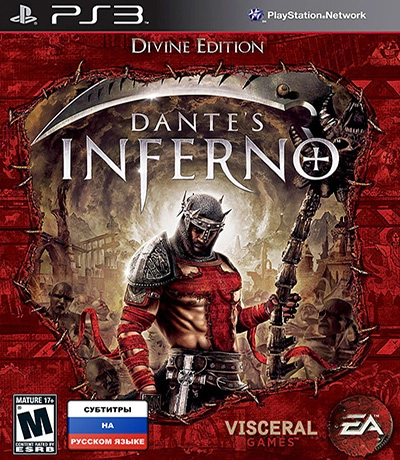 PS3
PlayStation®Network
DIVINE EDITION
DANTE'S
INFERNO
MATURE 17+
M
CONTENT RATED BY
ESRB
СУБТИТРЫ
НА
РУССКОМ ЯЗЫКЕ
VISCERAL
GAMES
EA